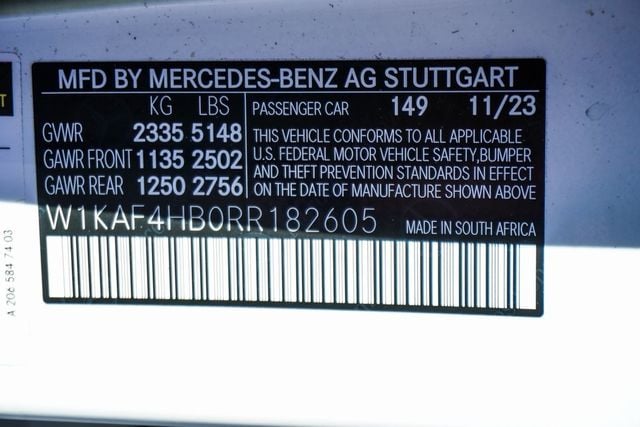 MFD BY MERCEDES-BENZ AG STUTTGART
KG LBS
GVWR 2335 5148
GAWR FRONT 1135 2502
GAWR REAR 1250 2756
PASSENGER CAR 149 11/23
THIS VEHICLE CONFORMS TO ALL APPLICABLE
U.S. FEDERAL MOTOR VEHICLE SAFETY,BUMPER
AND THEFT PREVENTION STANDARDS IN EFFECT
ON THE DATE OF MANUFACTURE SHOWN ABOVE
W1KAF4HB0RR182605 MADE IN SOUTH AFRICA
A 206 584 74 03
T